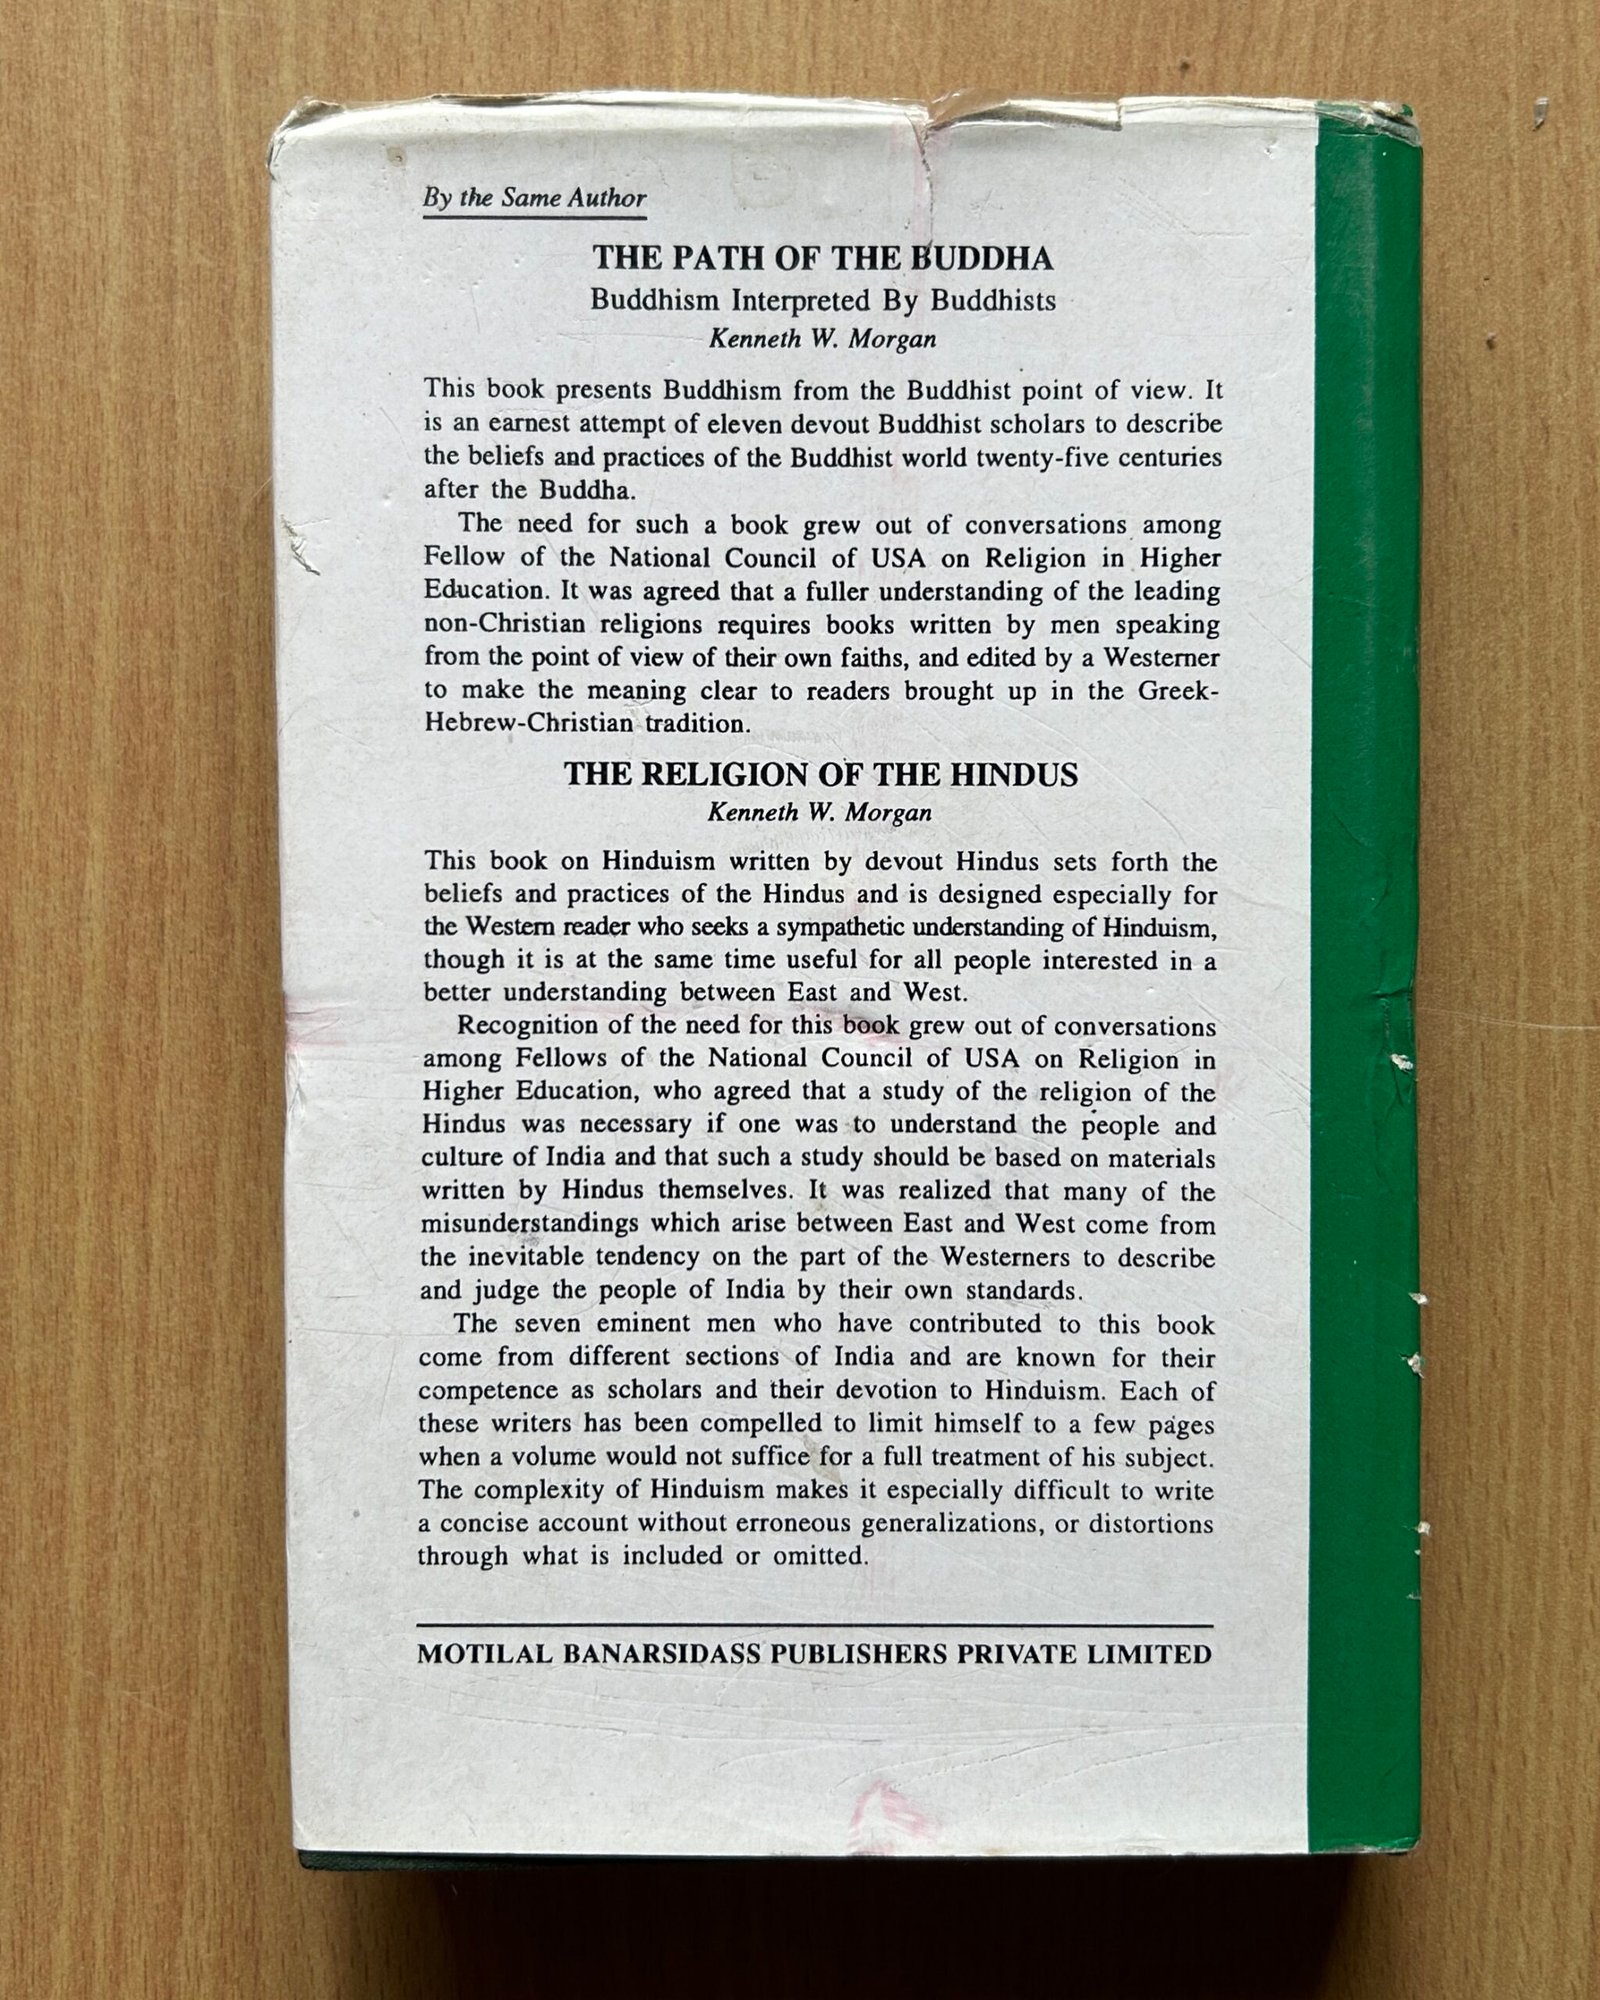 By the Same Author
THE PATH OF THE BUDDHA
Buddhism Interpreted By Buddhists
Kenneth W. Morgan
This book presents Buddhism from the Buddhist point of view. It
is an earnest attempt of eleven devout Buddhist scholars to describe
the beliefs and practices of the Buddhist world twenty-five centuries
after the Buddha.
The need for such a book grew out of conversations among
Fellow of the National Council of USA on Religion in Higher
Education. It was agreed that a fuller understanding of the leading
non-Christian religions requires books written by men speaking
from the point of view of their own faiths, and edited by a Westerner
to make the meaning clear to readers brought up in the Greek-
Hebrew-Christian tradition.
THE RELIGION OF THE HINDUS
Kenneth W. Morgan
This book on Hinduism written by devout Hindus sets forth the
beliefs and practices of the Hindus and is designed especially for
the Western reader who seeks a sympathetic understanding of Hinduism,
though it is at the same time useful for all people interested in a
better understanding between East and West.
Recognition of the need for this book grew out of conversations
among Fellows of the National Council of USA on Religion in
Higher Education, who agreed that a study of the religion of the
Hindus was necessary if one was to understand the people and
culture of India and that such a study should be based on materials
written by Hindus themselves. It was realized that many of the
misunderstandings which arise between East and West come from
the inevitable tendency on the part of the Westerners to describe
and judge the people of India by their own standards.
The seven eminent men who have contributed to this book
come from different sections of India and are known for their
competence as scholars and their devotion to Hinduism. Each of
these writers has been compelled to limit himself to a few pages
when a volume would not suffice for a full treatment of his subject.
The complexity of Hinduism makes it especially difficult to write
a concise account without erroneous generalizations, or distortions
through what is included or omitted.
MOTILAL BANARSIDASS PUBLISHERS PRIVATE LIMITED